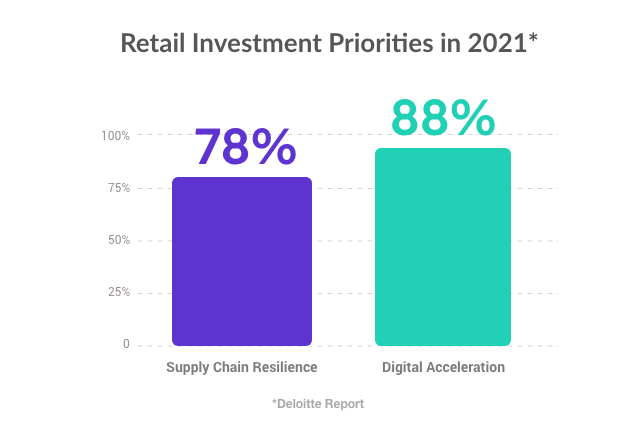 Retail Investment Priorities in 2021*
78%
88%
100%
75%
50%
25%
0
Supply Chain Resilience
Digital Acceleration
*Deloitte Report